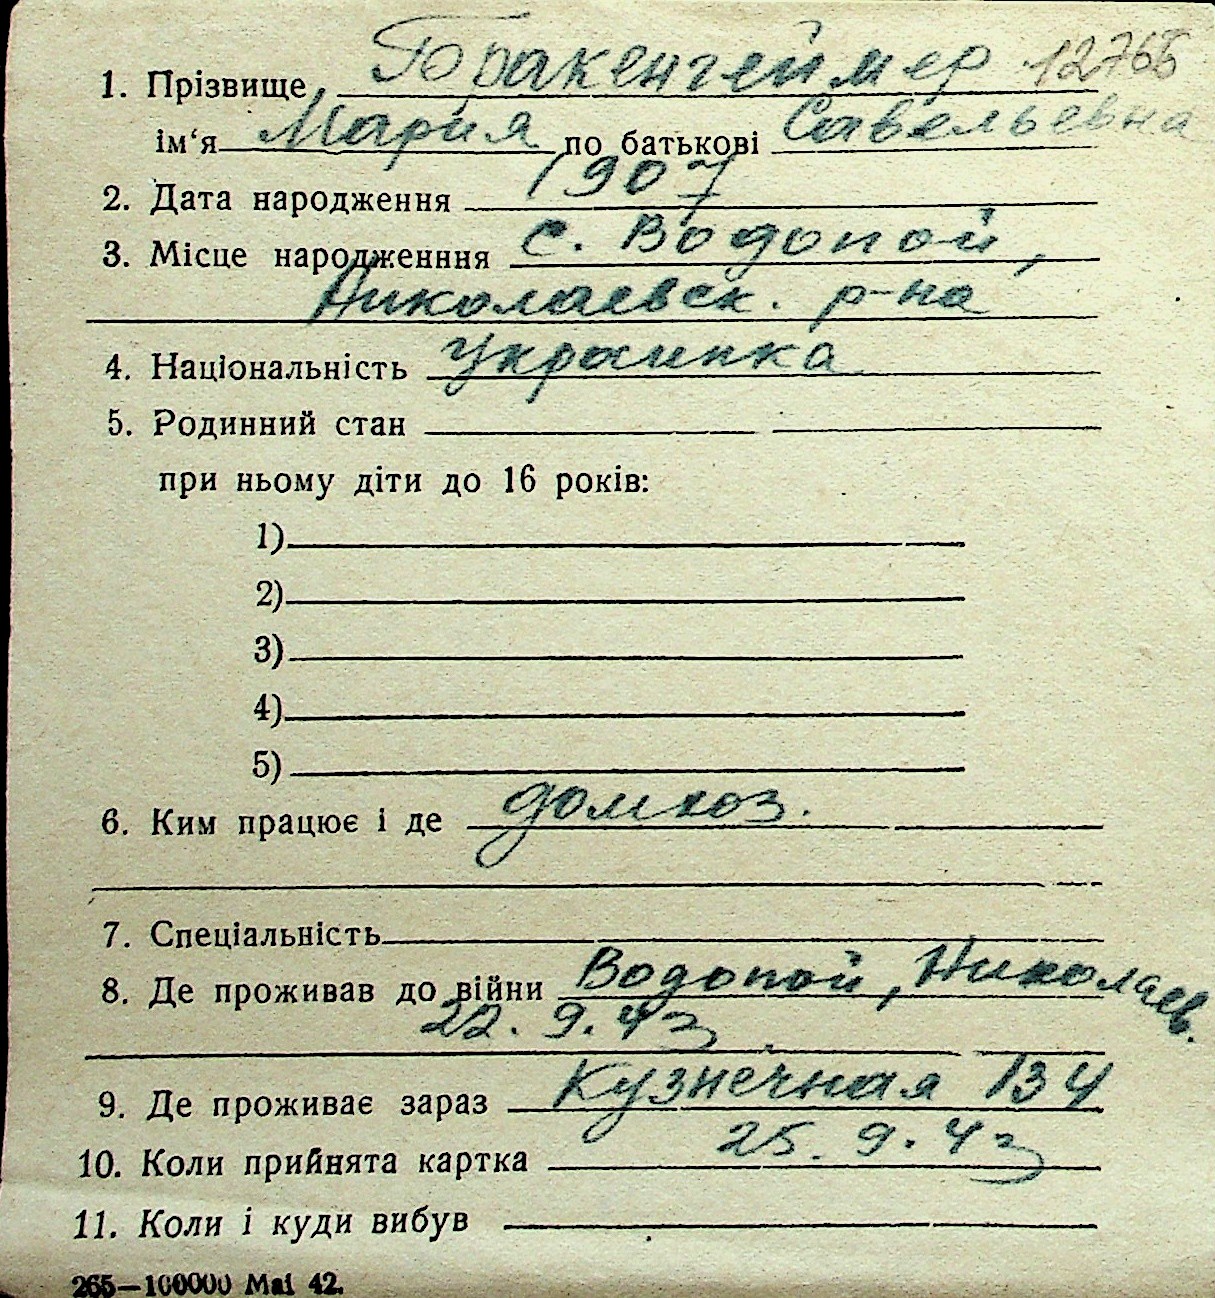 1. Прізвище Бракенгеймер 12766
ім‘я Мария по батькові Савельевна
2. Дата народження 1907
3. Місце народженння с. Водопой,
Николаевск. р-на
4. Національність Украинка
5. Родинний стан
при ньому діти до 16 років:
1)
2)
3)
4)
5)
6. Ким працює і де домхоз.
7. Спеціальність
8. Де проживав до війни Водопой, Николаев.
22. 9. 43
9. Де проживає зараз Кузнечная 134
10. Коли прийнята картка 25. 9. 43
11. Коли і куди вибув
265—100000 Mai 42.